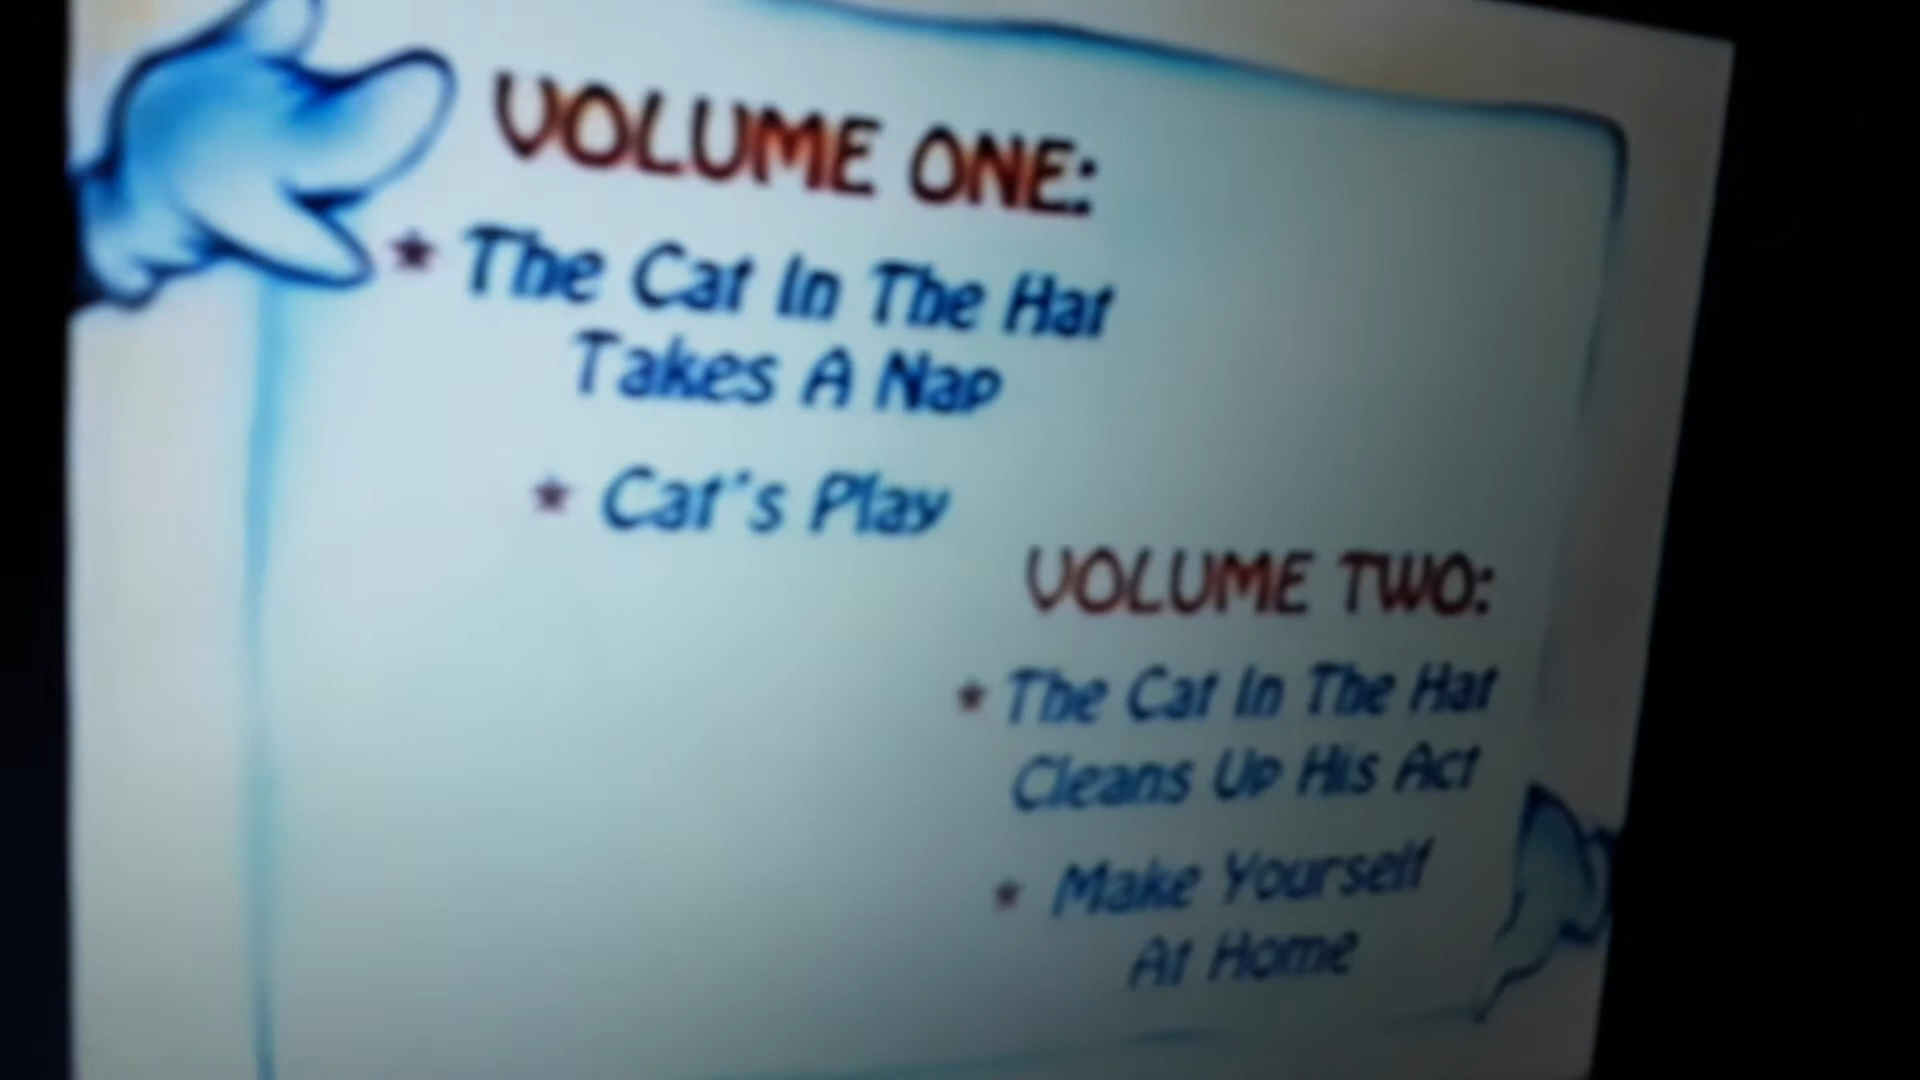 VOLUME ONE:
★ The Cat In The Hat
Takes A Nap
★ Cat's Play
VOLUME TWO:
★ The Cat In The Hat
Cleans Up His Act
★ Make Yourself
At Home